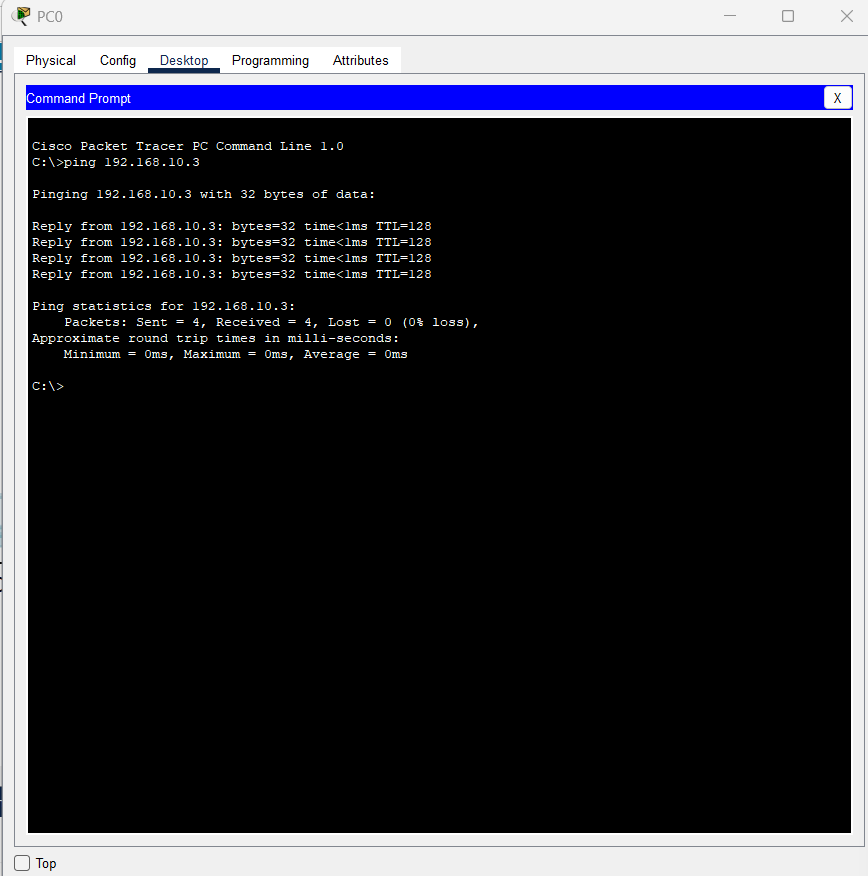 PC0
Physical Config Desktop Programming Attributes
Command Prompt X
Cisco Packet Tracer PC Command Line 1.0
C:\>ping 192.168.10.3
Pinging 192.168.10.3 with 32 bytes of data:
Reply from 192.168.10.3: bytes=32 time<1ms TTL=128
Reply from 192.168.10.3: bytes=32 time<1ms TTL=128
Reply from 192.168.10.3: bytes=32 time<1ms TTL=128
Reply from 192.168.10.3: bytes=32 time<1ms TTL=128
Ping statistics for 192.168.10.3:
Packets: Sent = 4, Received = 4, Lost = 0 (0% loss),
Approximate round trip times in milli-seconds:
Minimum = 0ms, Maximum = 0ms, Average = 0ms
C:\>
Top